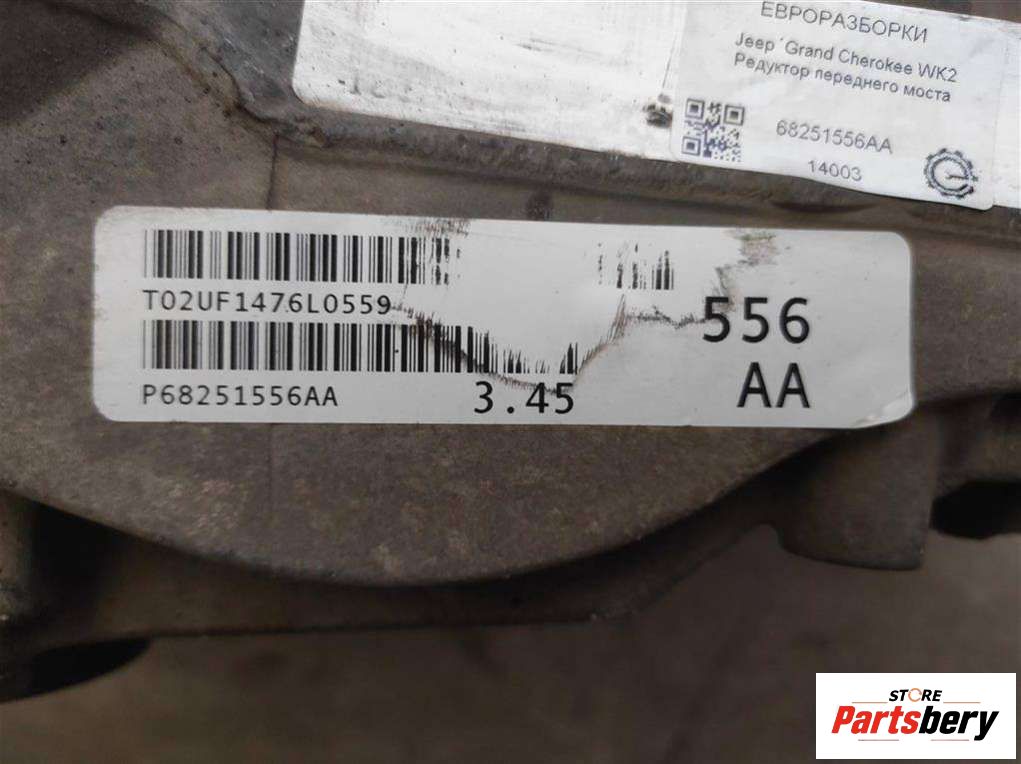 ЕВРОРАЗБОРКИ
Jeep ´Grand Cherokee WK2
Редуктор переднего моста
68251556AA
14003
T02UF1476L0559
556
P68251556AA
3.45
AA
STORE
Partsbery